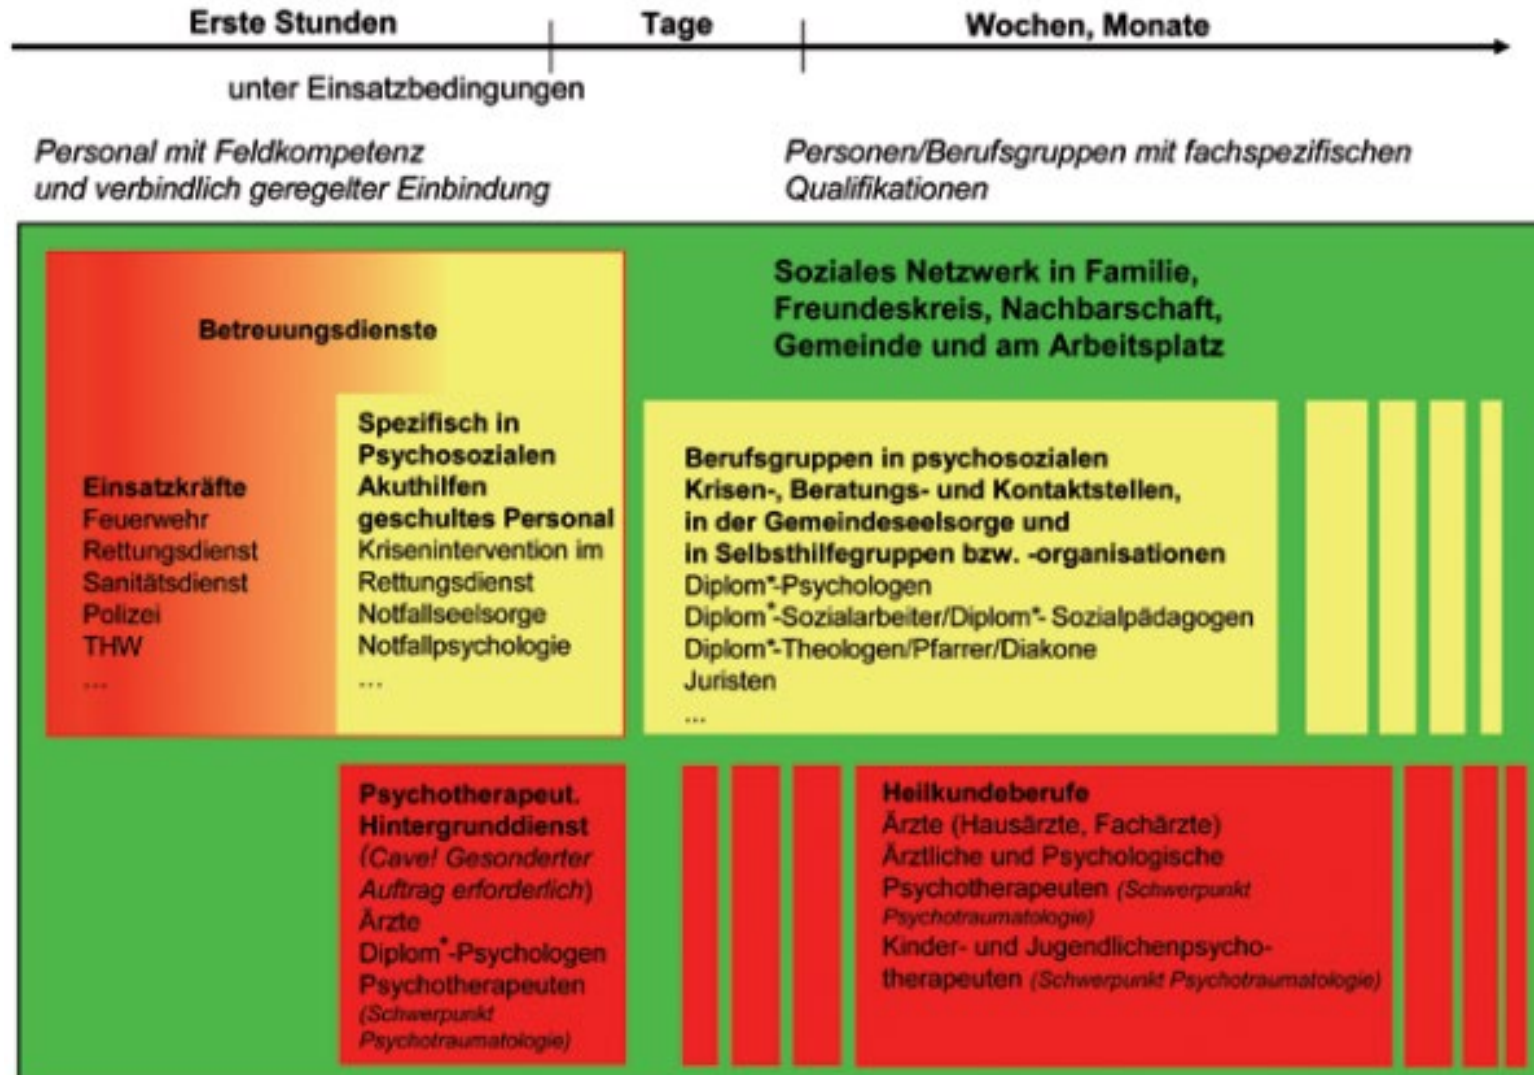 Erste Stunden
Tage
Wochen, Monate
unter Einsatzbedingungen
Personal mit Feldkompetenz
und verbindlich geregelter Einbindung
Personen/Berufsgruppen mit fachspezifischen
Qualifikationen
Betreuungsdienste
Soziales Netzwerk in Familie,
Freundeskreis, Nachbarschaft,
Gemeinde und am Arbeitsplatz
Einsatzkräfte
Feuerwehr
Rettungsdienst
Sanitätsdienst
Polizei
THW
...
Spezifisch in
Psychosozialen
Akuthilfen
geschultes Personal
Krisenintervention im
Rettungsdienst
Notfallseelsorge
Notfallpsychologie
...
Berufsgruppen in psychosozialen
Krisen-, Beratungs- und Kontaktstellen,
in der Gemeindeseelsorge und
in Selbsthilfegruppen bzw. -organisationen
Diplom*-Psychologen
Diplom*-Sozialarbeiter/Diplom*- Sozialpädagogen
Diplom*-Theologen/Pfarrer/Diakone
Juristen
...
Psychotherapeut.
Hintergrunddienst
(Cave! Gesonderter
Auftrag erforderlich)
Ärzte
Diplom*-Psychologen
Psychotherapeuten
(Schwerpunkt
Psychotraumatologie)
Heilkundeberufe
Ärzte (Hausärzte, Fachärzte)
Ärztliche und Psychologische
Psychotherapeuten (Schwerpunkt
Psychotraumatologie)
Kinder- und Jugendlichenpsycho-
therapeuten (Schwerpunkt Psychotraumatologie)